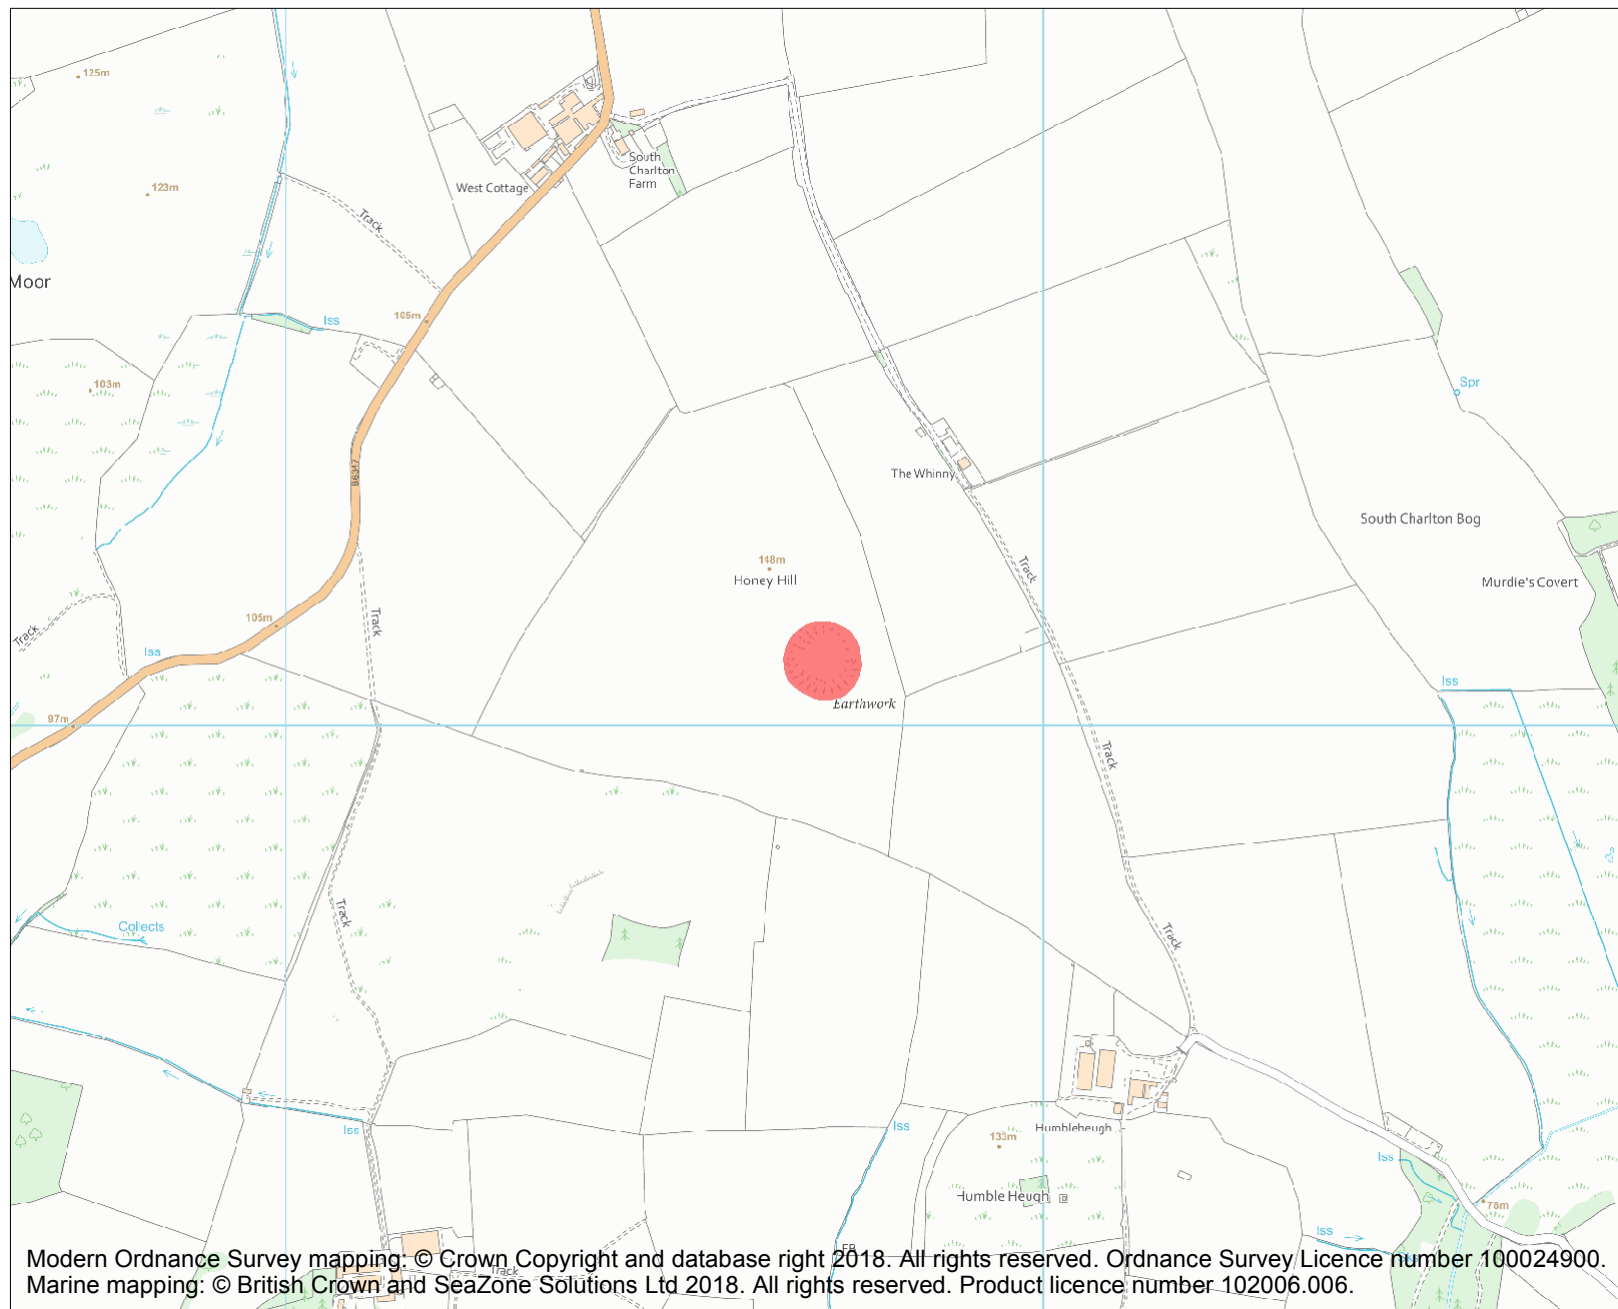 125m
South
Charlton
Farm
West Cottage
123m
Track
Moor
105m
Iss
103m
Spr
B6347
The Whinny
South Charlton Bog
148m
Honey Hill
Track
Murdie's Covert
105m
Track
Track
Iss
Iss
Earthwork
97m
Track
Track
Collects
Track
Iss
Iss
133m
Humbleheugh
Iss
Humble Heugh
78m
Iss
FB
Track
Modern Ordnance Survey mapping: © Crown Copyright and database right 2018. All rights reserved. Ordnance Survey Licence number 100024900.
Marine mapping: © British Crown and SeaZone Solutions Ltd 2018. All rights reserved. Product licence number 102006.006.